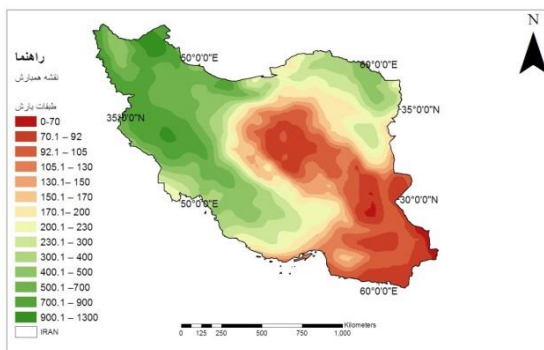 N
راهنما
نقشه همبارش
طبقات بارش
0-70
70.1 – 92
92.1 – 105
105.1 – 130
130.1– 150
150.1 – 170
170.1 – 200
200.1 – 230
230.1 – 300
300.1 – 400
400.1 – 500
500.1 –700
700.1 – 900
900.1 – 1300
IRAN
50°0'0"E
60°0'0"E
35°0'0"N
35°0'0"N
30°0'0"N
50°0'0"E
60°0'0"E
Kilometers
0 125 250 500 750 1,000